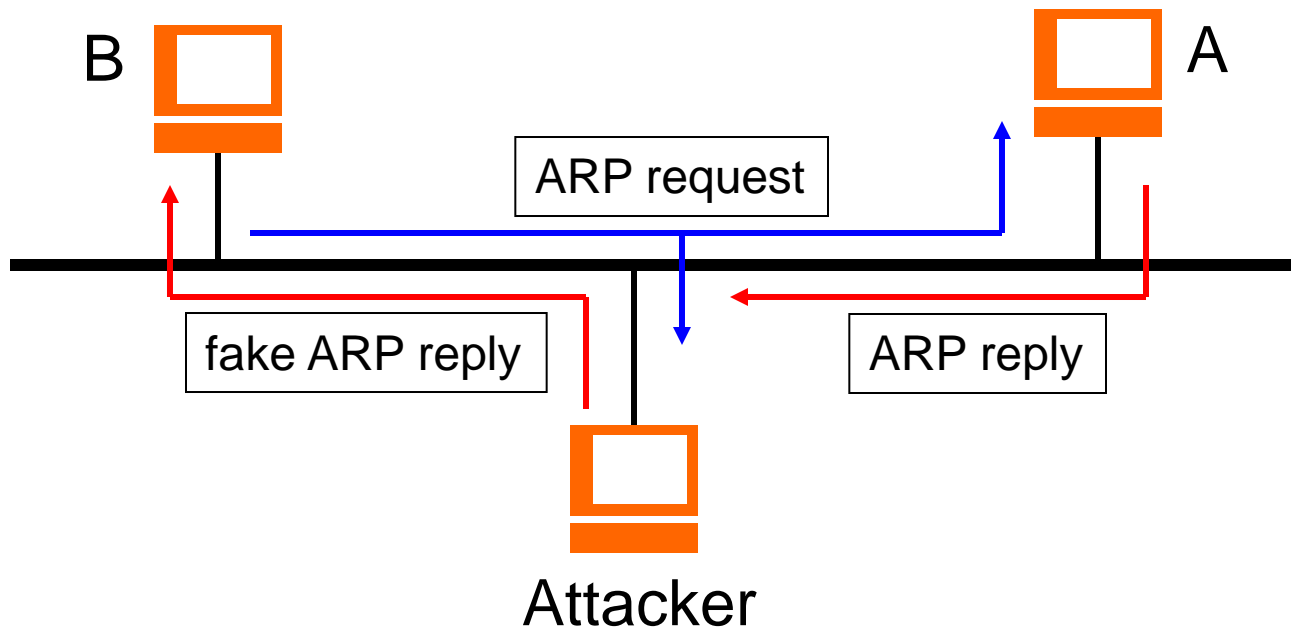 B
A
ARP request
fake ARP reply
ARP reply
Attacker